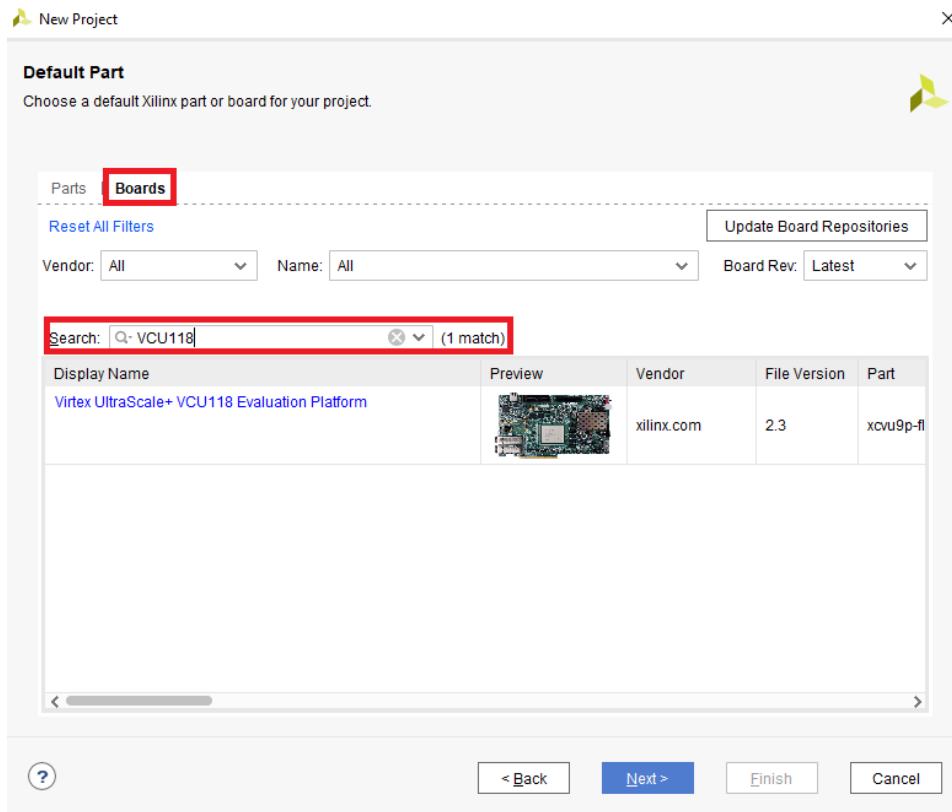 New Project
Default Part
Choose a default Xilinx part or board for your project.
Parts Boards
Reset All Filters Update Board Repositories
Vendor: All Name: All Board Rev: Latest
Search: VCU118 (1 match)
Display Name Preview Vendor File Version Part
Virtex UltraScale+ VCU118 Evaluation Platform xilinx.com 2.3 xcvu9p-fl
? < Back Next > Finish Cancel